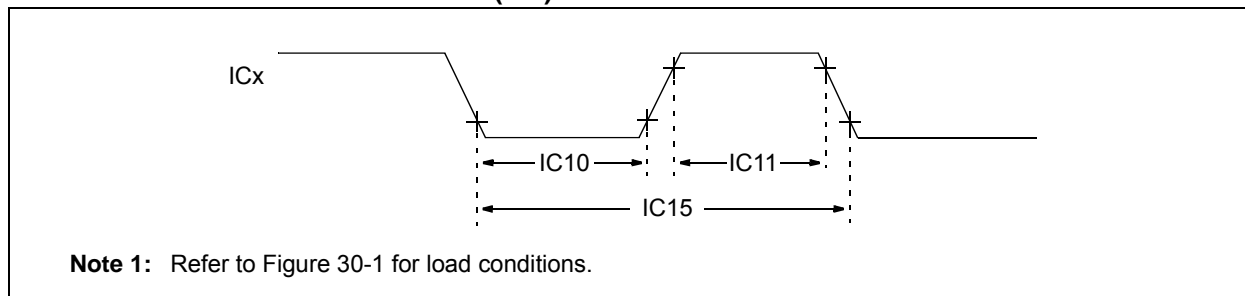 ICx
IC10
IC11
IC15
Note 1: Refer to Figure 30-1 for load conditions.